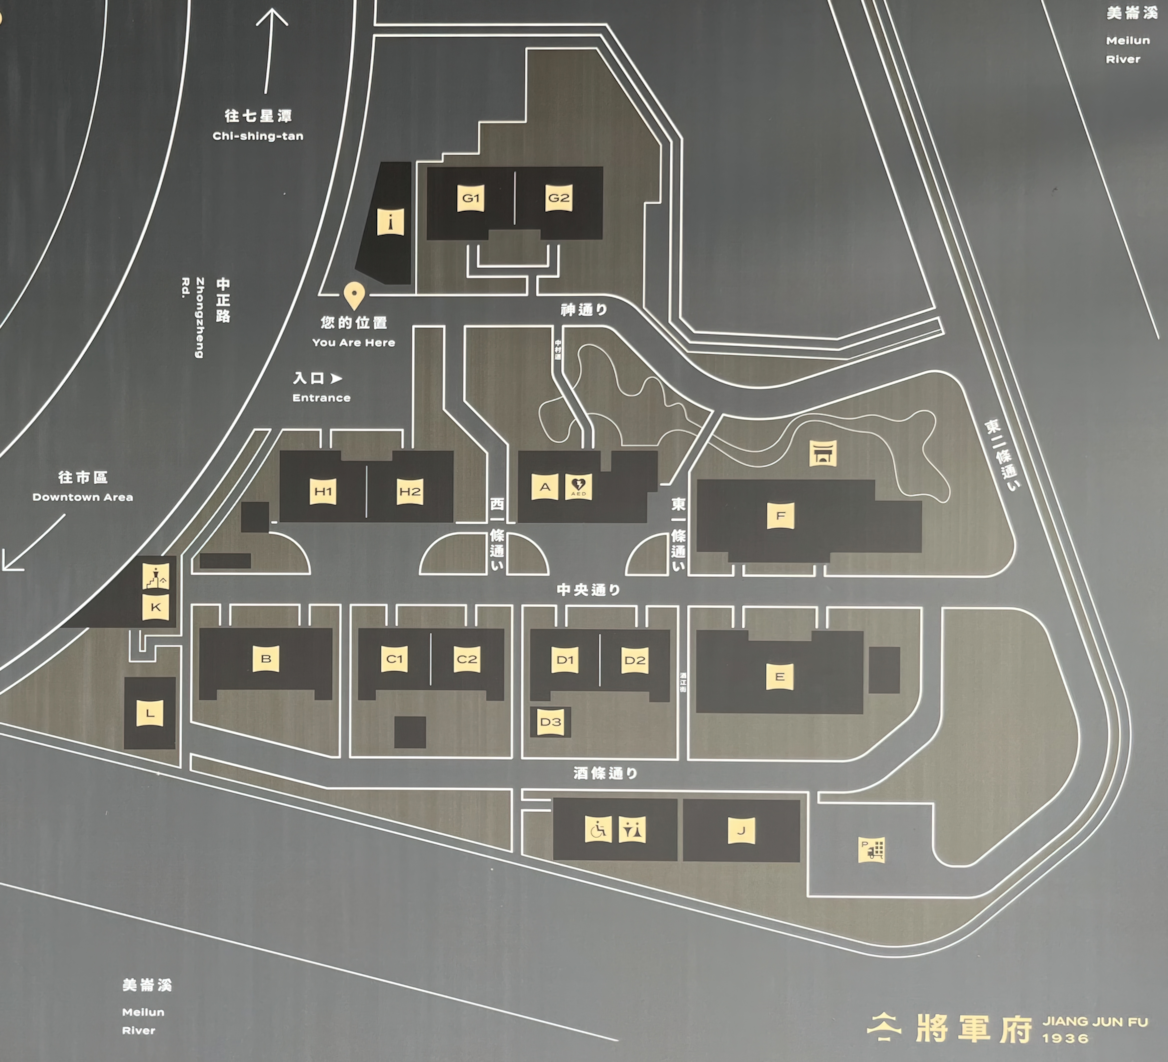 美崙溪
Meilun
River
往七星潭
Chi-shing-tan
G1
G2
i
中正路
Zhongzheng
Rd.
您的位置
You Are Here
神通り
入口
Entrance
東二條通い
往市區
Downtown Area
H1
H2
西一條通い
A
AED
東一條通い
F
中央通り
K
B
C1
C2
D1
D2
E
L
D3
酒條通り
J
P
美崙溪
Meilun
River
將軍府
JIANG JUN FU
1936